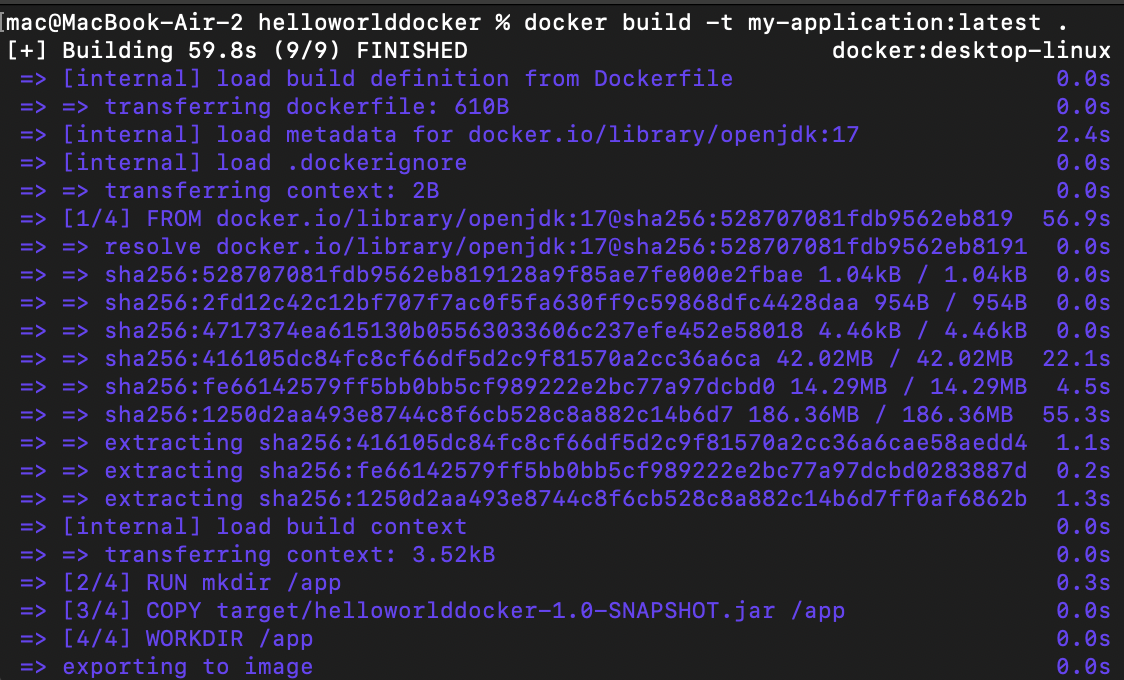 [mac@MacBook-Air-2 helloworlddocker % docker build -t my-application:latest .
[+] Building 59.8s (9/9) FINISHED docker:desktop-linux
=> [internal] load build definition from Dockerfile 0.0s
=> => transferring dockerfile: 610B 0.0s
=> [internal] load metadata for docker.io/library/openjdk:17 2.4s
=> [internal] load .dockerignore 0.0s
=> => transferring context: 2B 0.0s
=> [1/4] FROM docker.io/library/openjdk:17@sha256:528707081fdb9562eb819 56.9s
=> => resolve docker.io/library/openjdk:17@sha256:528707081fdb9562eb8191 0.0s
=> => sha256:528707081fdb9562eb819128a9f85ae7fe000e2fbae 1.04kB / 1.04kB 0.0s
=> => sha256:2fd12c42c12bf707f7ac0f5fa630ff9c59868dfc4428daa 954B / 954B 0.0s
=> => sha256:4717374ea615130b05563033606c237efe452e58018 4.46kB / 4.46kB 0.0s
=> => sha256:416105dc84fc8cf66df5d2c9f81570a2cc36a6ca 42.02MB / 42.02MB 22.1s
=> => sha256:fe66142579ff5bb0bb5cf989222e2bc77a97dcbd0 14.29MB / 14.29MB 4.5s
=> => sha256:1250d2aa493e8744c8f6cb528c8a882c14b6d7 186.36MB / 186.36MB 55.3s
=> => extracting sha256:416105dc84fc8cf66df5d2c9f81570a2cc36a6cae58aedd4 1.1s
=> => extracting sha256:fe66142579ff5bb0bb5cf989222e2bc77a97dcbd0283887d 0.2s
=> => extracting sha256:1250d2aa493e8744c8f6cb528c8a882c14b6d7ff0af6862b 1.3s
=> [internal] load build context 0.0s
=> => transferring context: 3.52kB 0.0s
=> [2/4] RUN mkdir /app 0.3s
=> [3/4] COPY target/helloworlddocker-1.0-SNAPSHOT.jar /app 0.0s
=> [4/4] WORKDIR /app 0.0s
=> exporting to image 0.0s